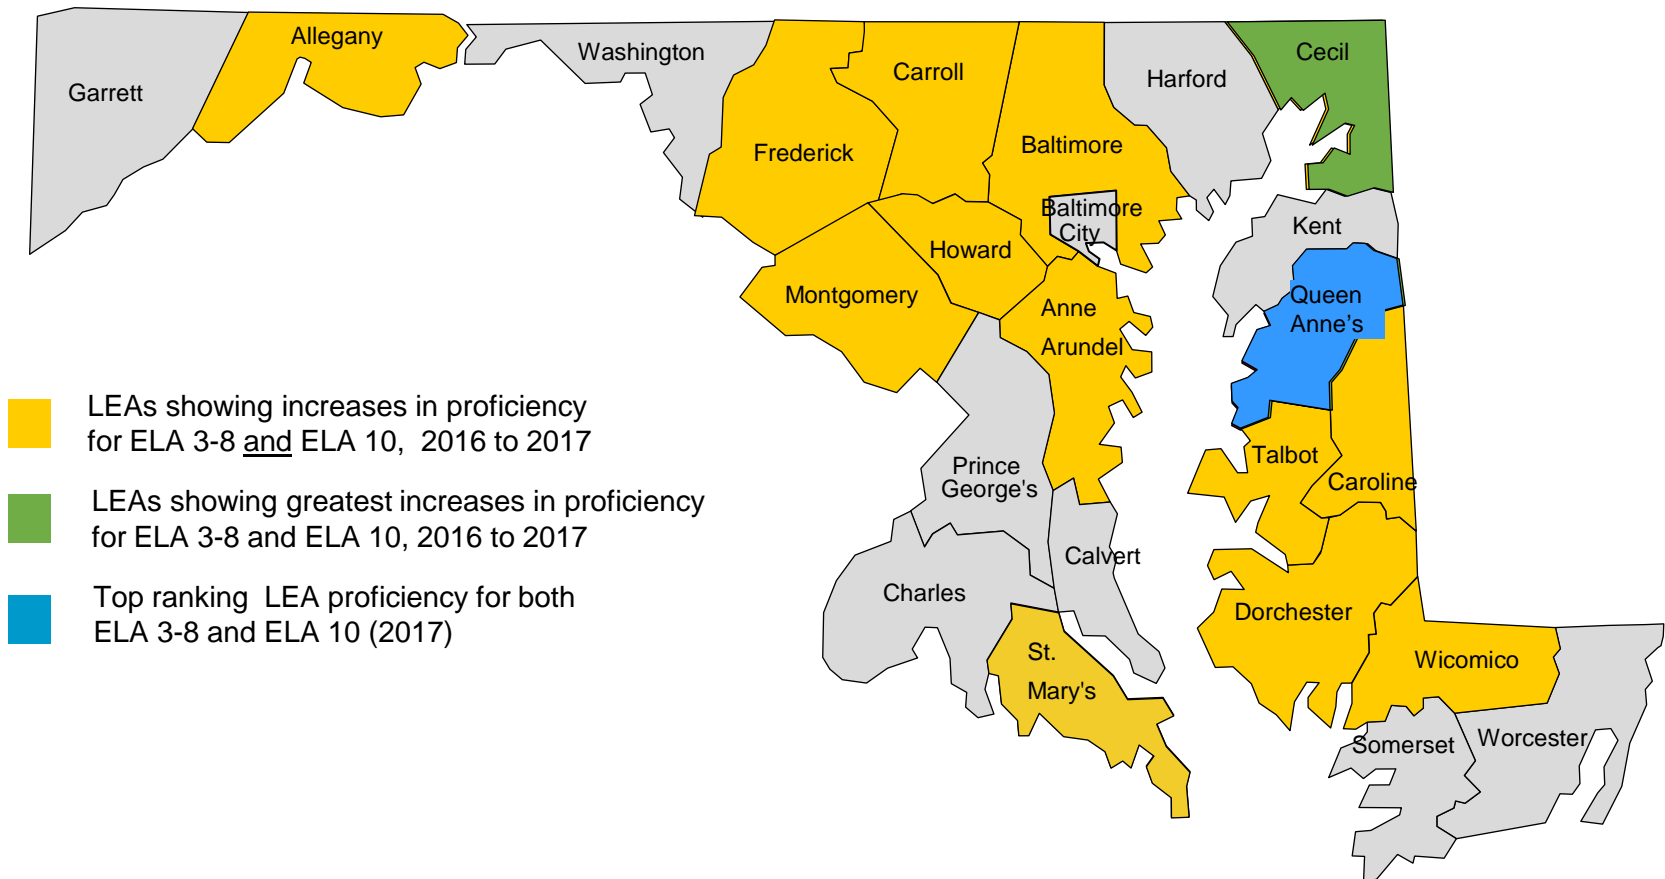 Allegany
Garrett
Washington
Frederick
Carroll
Baltimore
Baltimore
City
Harford
Cecil
Kent
Queen
Anne’s
Howard
Montgomery
Anne
Arundel
Prince
George's
Calvert
Charles
St.
Mary's
Talbot
Caroline
Dorchester
Wicomico
Somerset
Worcester
LEAs showing increases in proficiency
for ELA 3-8 and ELA 10, 2016 to 2017
LEAs showing greatest increases in proficiency
for ELA 3-8 and ELA 10, 2016 to 2017
Top ranking LEA proficiency for both
ELA 3-8 and ELA 10 (2017)